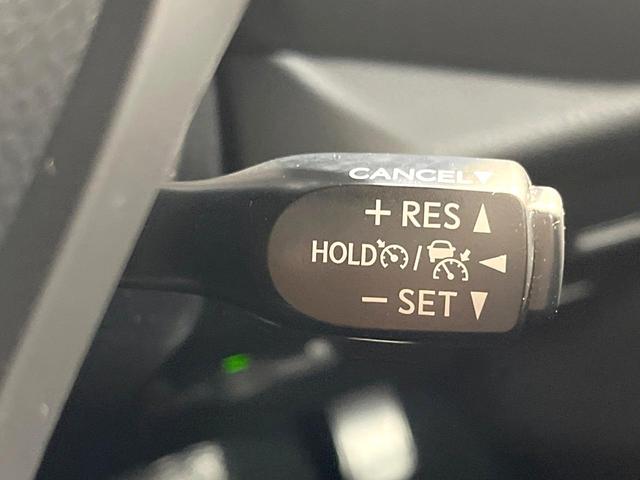 CANCEL▼
+ RES ▲
HOLD / ◀
− SET ▼